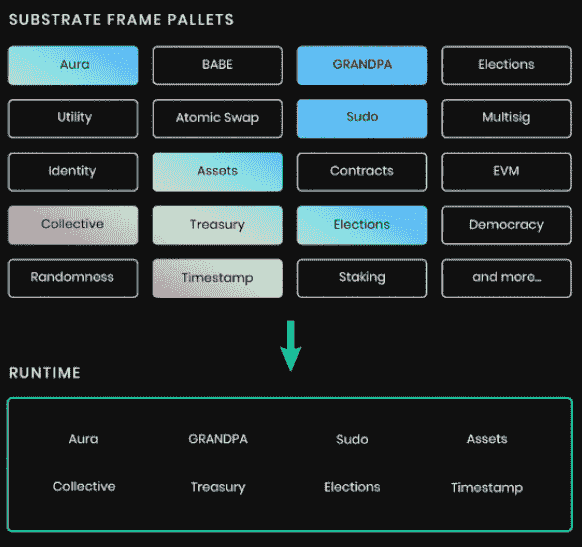 SUBSTRATE FRAME PALLETS
Aura BABE GRANDPA Elections
Utility Atomic Swap Sudo Multisig
Identity Assets Contracts EVM
Collective Treasury Elections Democracy
Randomness Timestamp Staking and more...
RUNTIME
Aura GRANDPA Sudo Assets
Collective Treasury Elections Timestamp